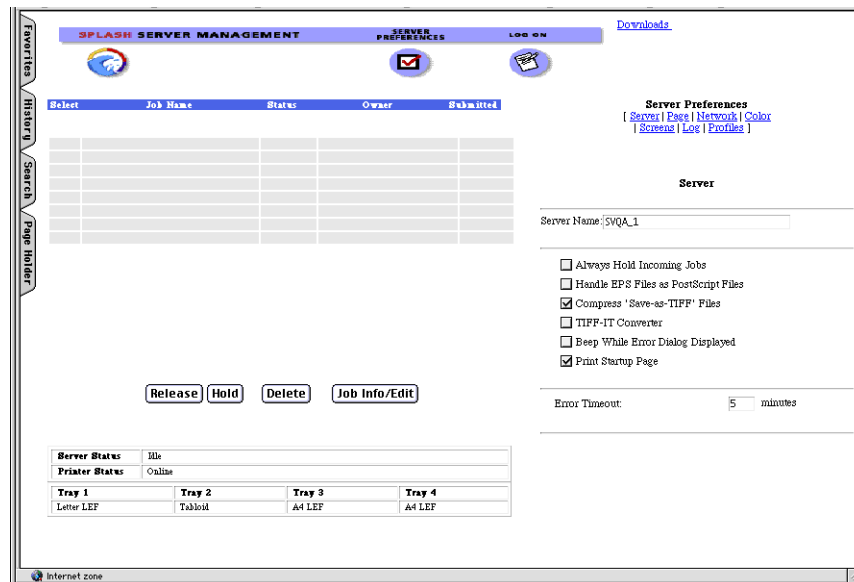 Favorites
History
Search
Page Holder
SPLASH SERVER MANAGEMENT
SERVER PREFERENCES
LOG ON
Downloads
Select Job Name Status Owner Submitted
Release Hold Delete Job Info/Edit
Server Status Idle
Printer Status Online
Tray 1 Tray 2 Tray 3 Tray 4
Letter LEF Tabloid A4 LEF A4 LEF
Server Preferences
[ Server | Page | Network | Color
| Screens | Log | Profiles ]
Server
Server Name: SVQA_1
Always Hold Incoming Jobs
Handle EPS Files as PostScript Files
Compress 'Save-as-TIFF' Files
TIFF-IT Converter
Beep While Error Dialog Displayed
Print Startup Page
Error Timeout: 5 minutes
Internet zone